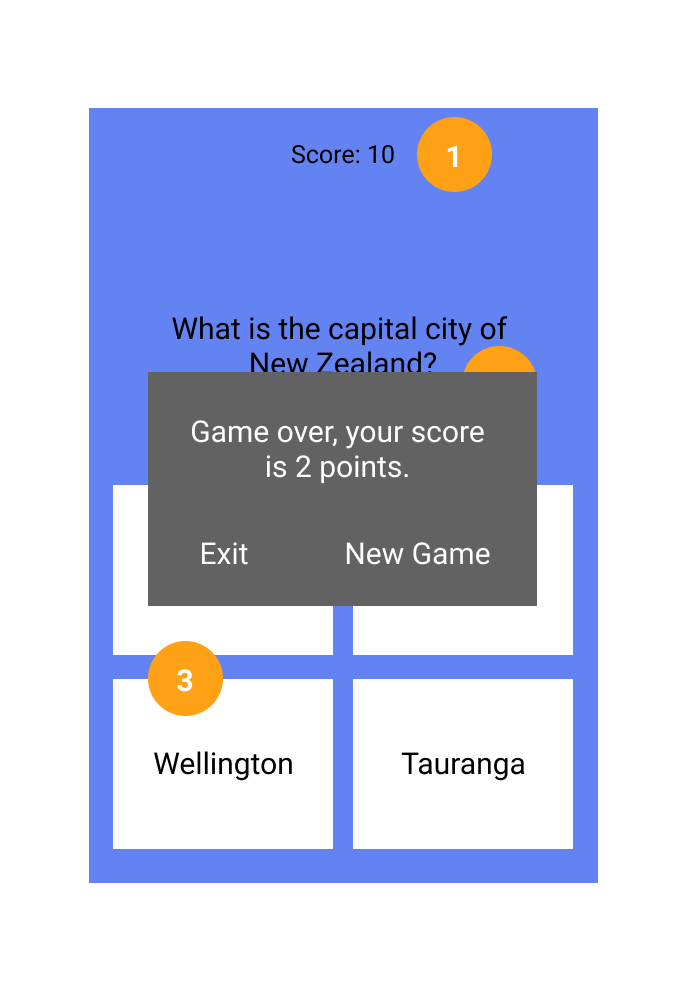 Score: 10
1
What is the capital city of
New Zealand?
Game over, your score
is 2 points.
Exit New Game
3
Wellington Tauranga